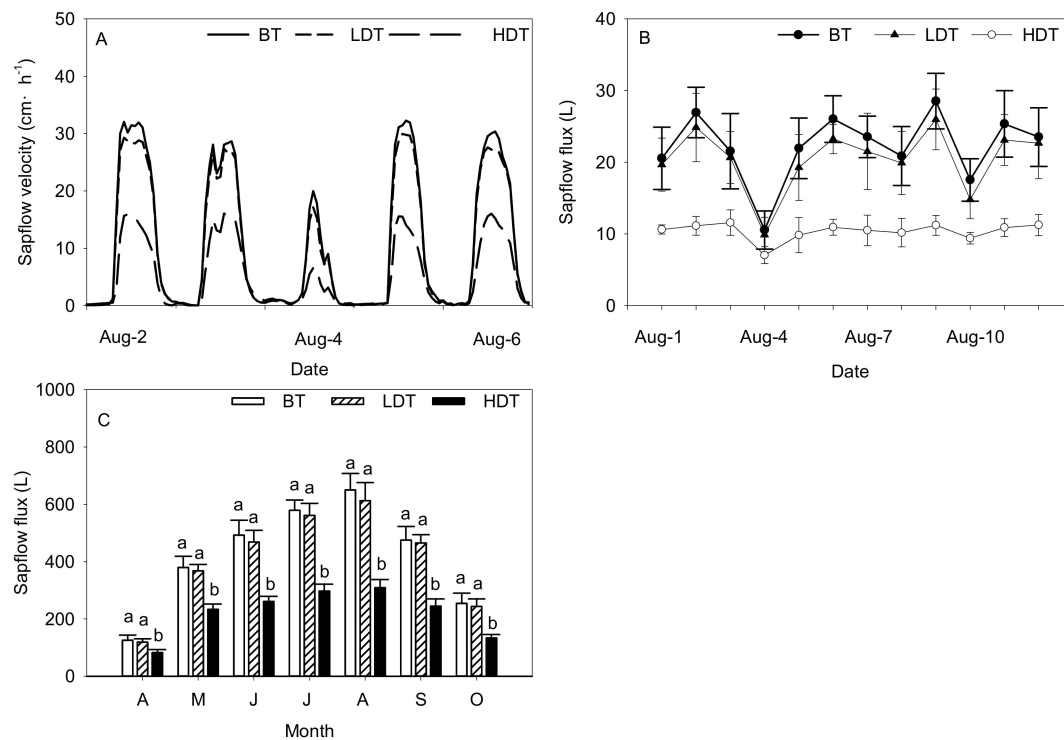 A
BT LDT HDT
50
40
30
20
10
0
Sapflow velocity (cm· h⁻¹)
Aug-2 Aug-4 Aug-6
Date
B
BT LDT HDT
40
30
20
10
0
Sapflow flux (L)
Aug-1 Aug-4 Aug-7 Aug-10
Date
C
BT LDT HDT
1000
800
600
400
200
0
Sapflow flux (L)
a a b
a a b
a a b
a a b
a a b
a a b
a a b
A M J J A S O
Month